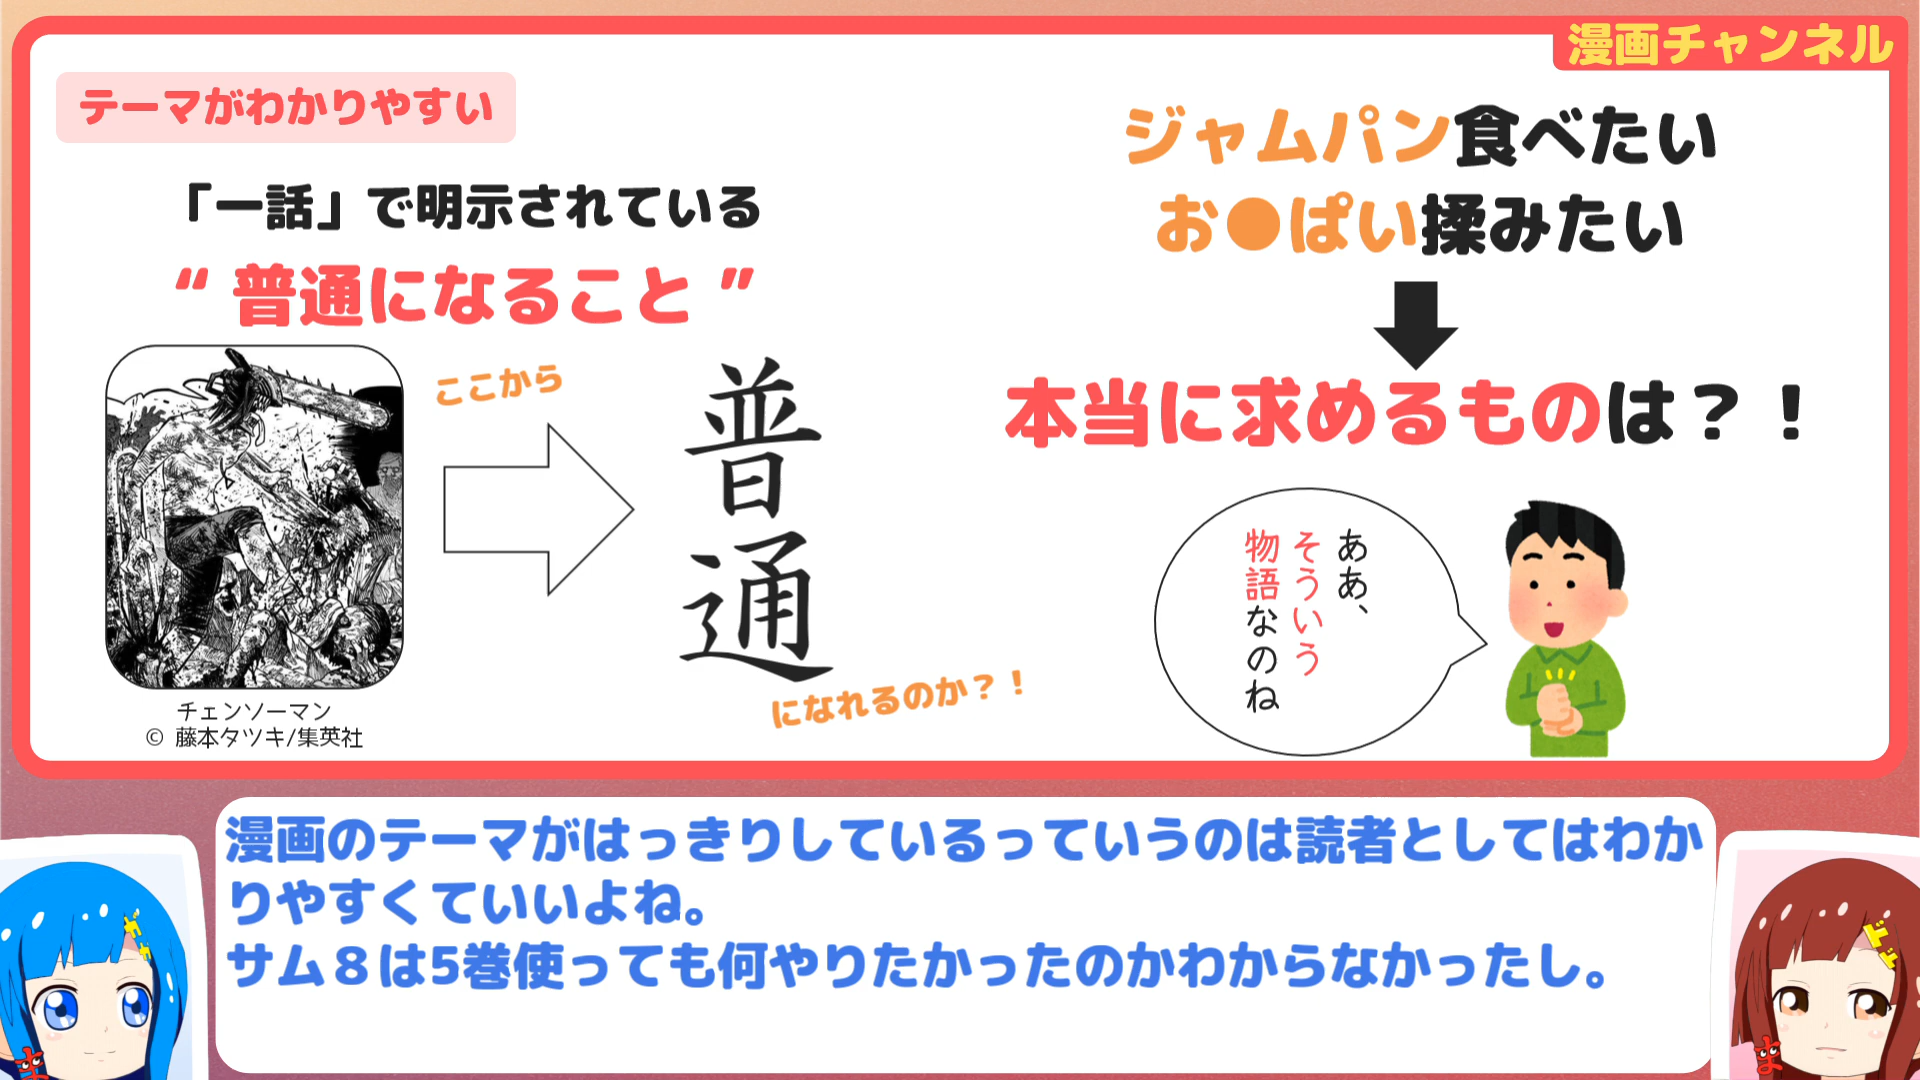 漫画チャンネル
テーマがわかりやすい
「一話」で明示されている
“ 普通になること ”
ここから
普通
になれるのか？！
チェンソーマン
© 藤本タツキ/集英社
ジャムパン食べたい
お●ぱい揉みたい
本当に求めるものは？！
ああ、
そういう
物語なのね
漫画のテーマがはっきりしているっていうのは読者としてはわか
りやすくていいよね。
サム８は5巻使っても何やりたかったのかわからなかったし。
ま
ま